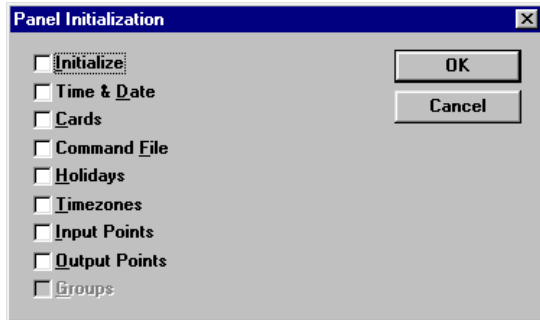 Panel Initialization
Initialize
OK
Time & Date
Cancel
Cards
Command File
Holidays
Timezones
Input Points
Output Points
Groups